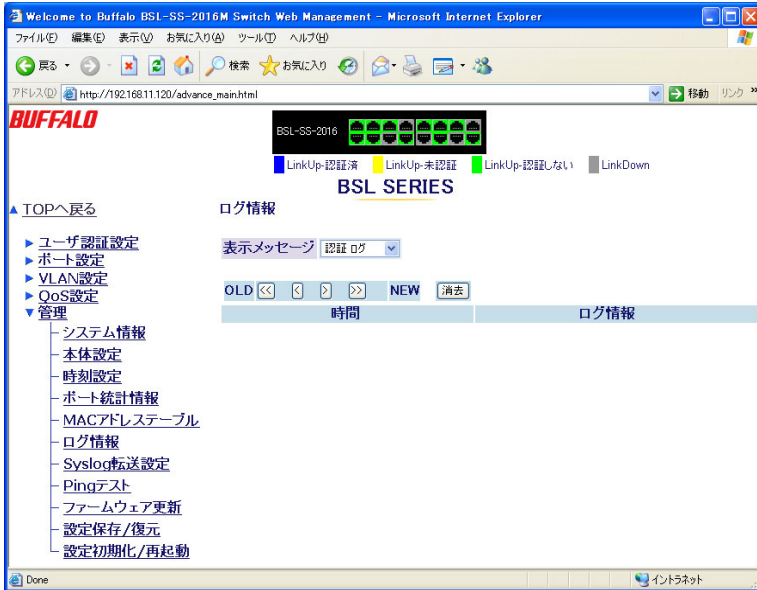 Welcome to Buffalo BSL-SS-2016M Switch Web Management - Microsoft Internet Explorer
ファイル(F) 編集(E) 表示(V) お気に入り(A) ツール(T) ヘルプ(H)
戻る 検索 お気に入り
アドレス(D) http://192.168.11.120/advance_main.html 移動 リンク »
BUFFALO
BSL-SS-2016
LinkUp-認証済 LinkUp-未認証 LinkUp-認証しない LinkDown
BSL SERIES
▲ TOPへ戻る
ログ情報
▶ ユーザ認証設定
▶ ポート設定
▶ VLAN設定
▶ QoS設定
▼ 管理
システム情報
本体設定
時刻設定
ポート統計情報
MACアドレステーブル
ログ情報
Syslog転送設定
Pingテスト
ファームウェア更新
設定保存/復元
設定初期化/再起動
表示メッセージ 認証 ログ
OLD << < > >> NEW 消去
時間 ログ情報
Done イントラネット